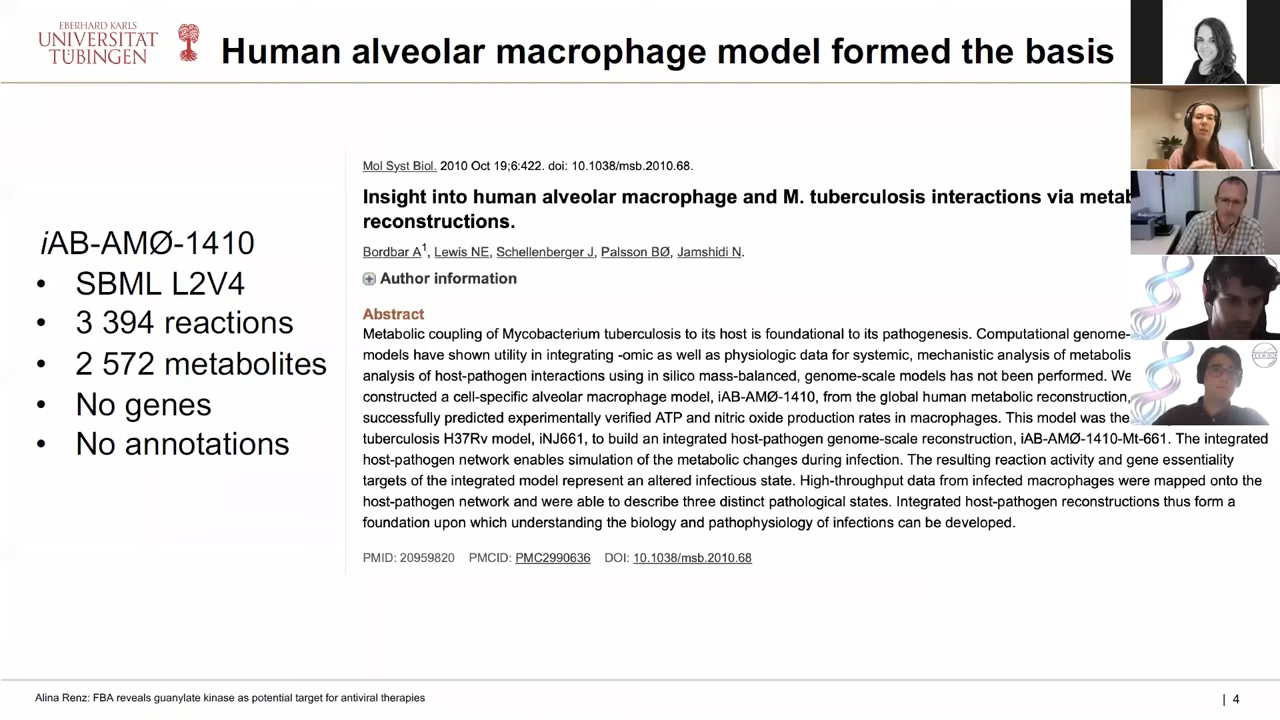 EBERHARD KARLS
UNIVERSITÄT
TÜBINGEN
Human alveolar macrophage model formed the basis
iAB-AMØ-1410
• SBML L2V4
• 3 394 reactions
• 2 572 metabolites
• No genes
• No annotations
Mol Syst Biol. 2010 Oct 19;6:422. doi: 10.1038/msb.2010.68.
Insight into human alveolar macrophage and M. tuberculosis interactions via metab
reconstructions.
Bordbar A1, Lewis NE, Schellenberger J, Palsson BØ, Jamshidi N.
Author information
Abstract
Metabolic coupling of Mycobacterium tuberculosis to its host is foundational to its pathogenesis. Computational genome-
models have shown utility in integrating -omic as well as physiologic data for systemic, mechanistic analysis of metabolis
analysis of host-pathogen interactions using in silico mass-balanced, genome-scale models has not been performed. We
constructed a cell-specific alveolar macrophage model, iAB-AMØ-1410, from the global human metabolic reconstruction,
successfully predicted experimentally verified ATP and nitric oxide production rates in macrophages. This model was the
tuberculosis H37Rv model, iNJ661, to build an integrated host-pathogen genome-scale reconstruction, iAB-AMØ-1410-Mt-661. The integrated
host-pathogen network enables simulation of the metabolic changes during infection. The resulting reaction activity and gene essentiality
targets of the integrated model represent an altered infectious state. High-throughput data from infected macrophages were mapped onto the
host-pathogen network and were able to describe three distinct pathological states. Integrated host-pathogen reconstructions thus form a
foundation upon which understanding the biology and pathophysiology of infections can be developed.
PMID: 20959820 PMCID: PMC2990636 DOI: 10.1038/msb.2010.68
Alina Renz: FBA reveals guanylate kinase as potential target for antiviral therapies
| 4